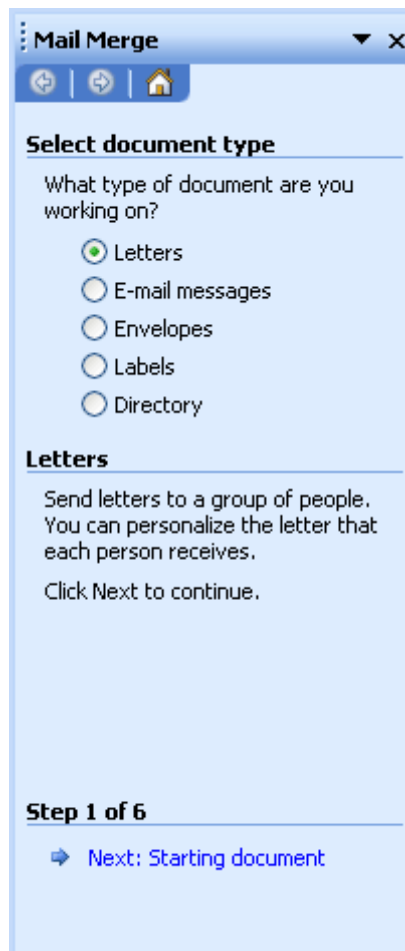 Mail Merge
Select document type
What type of document are you
working on?
Letters
E-mail messages
Envelopes
Labels
Directory
Letters
Send letters to a group of people.
You can personalize the letter that
each person receives.
Click Next to continue.
Step 1 of 6
Next: Starting document